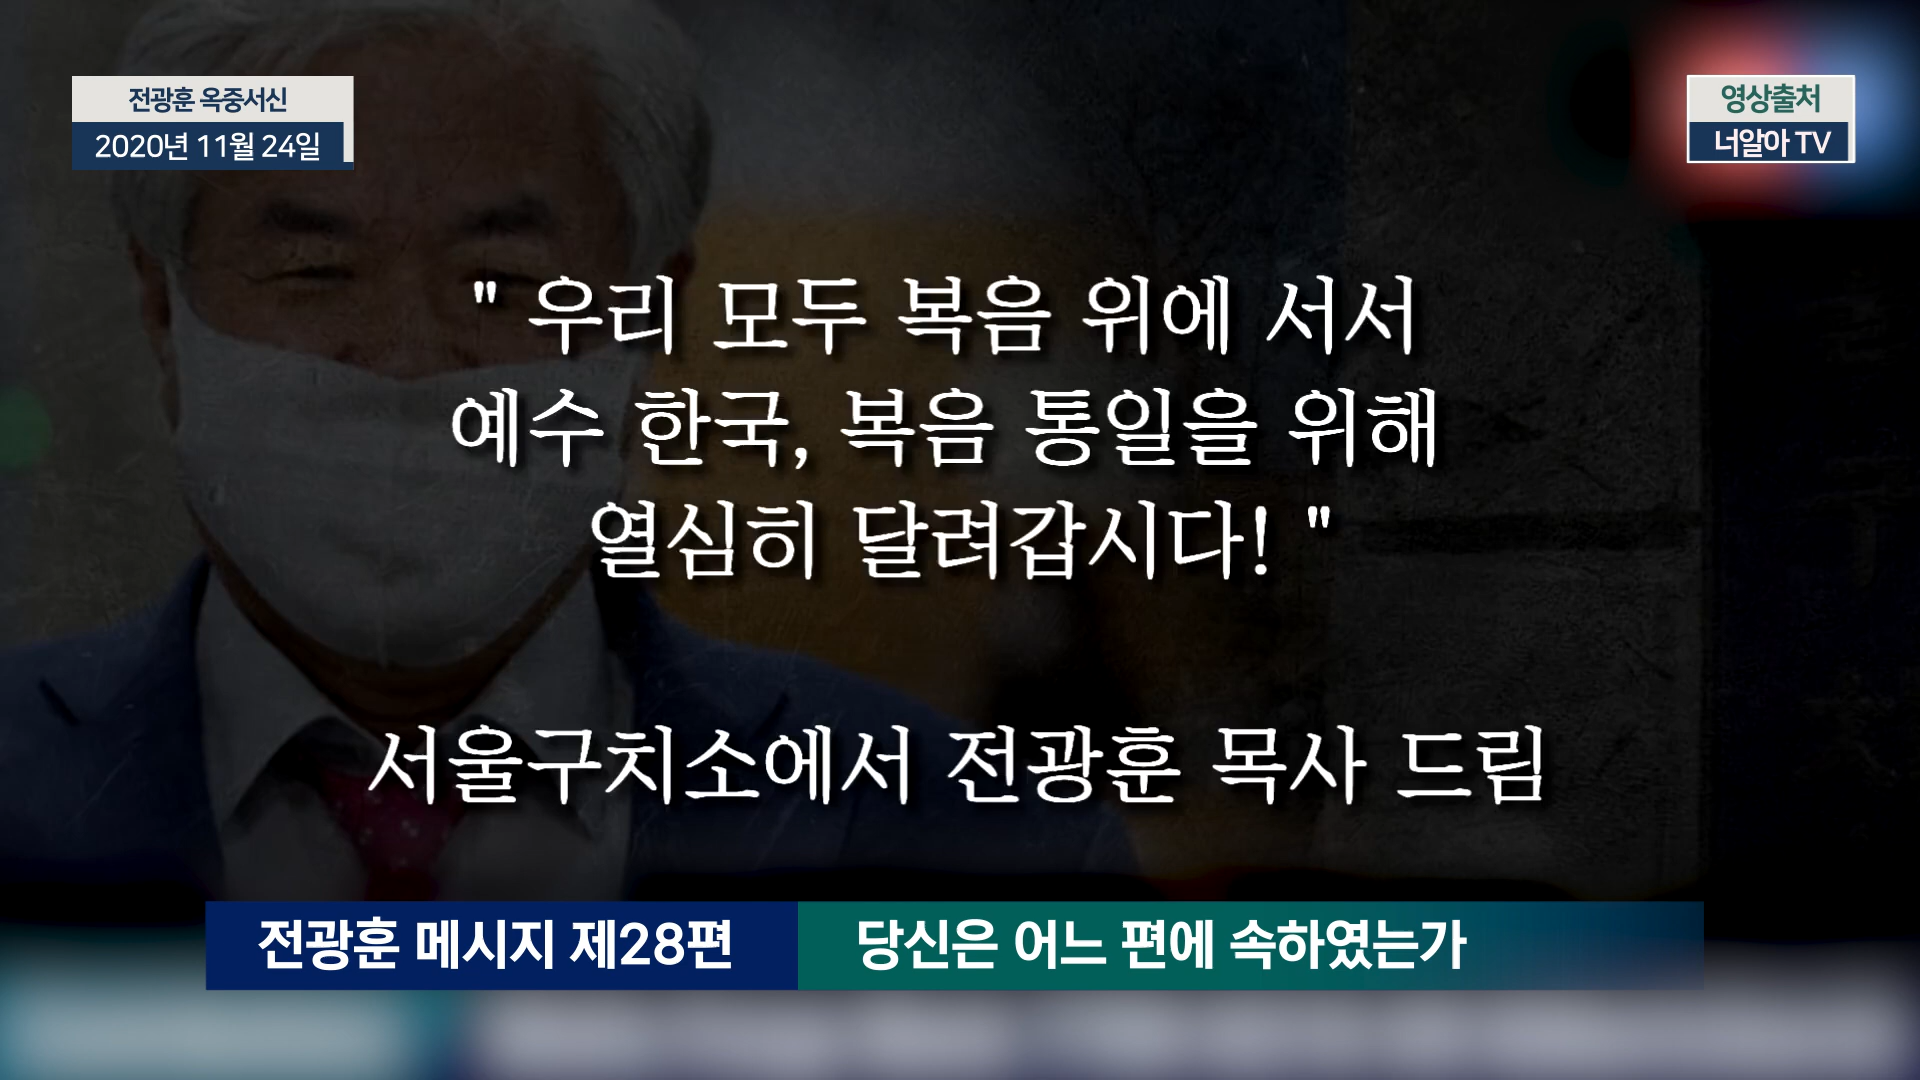 전광훈 옥중서신
2020년 11월 24일
영상출처
너알아 TV
" 우리 모두 복음 위에 서서
예수 한국, 복음 통일을 위해
열심히 달려갑시다! "
서울구치소에서 전광훈 목사 드림
전광훈 메시지 제28편
당신은 어느 편에 속하였는가